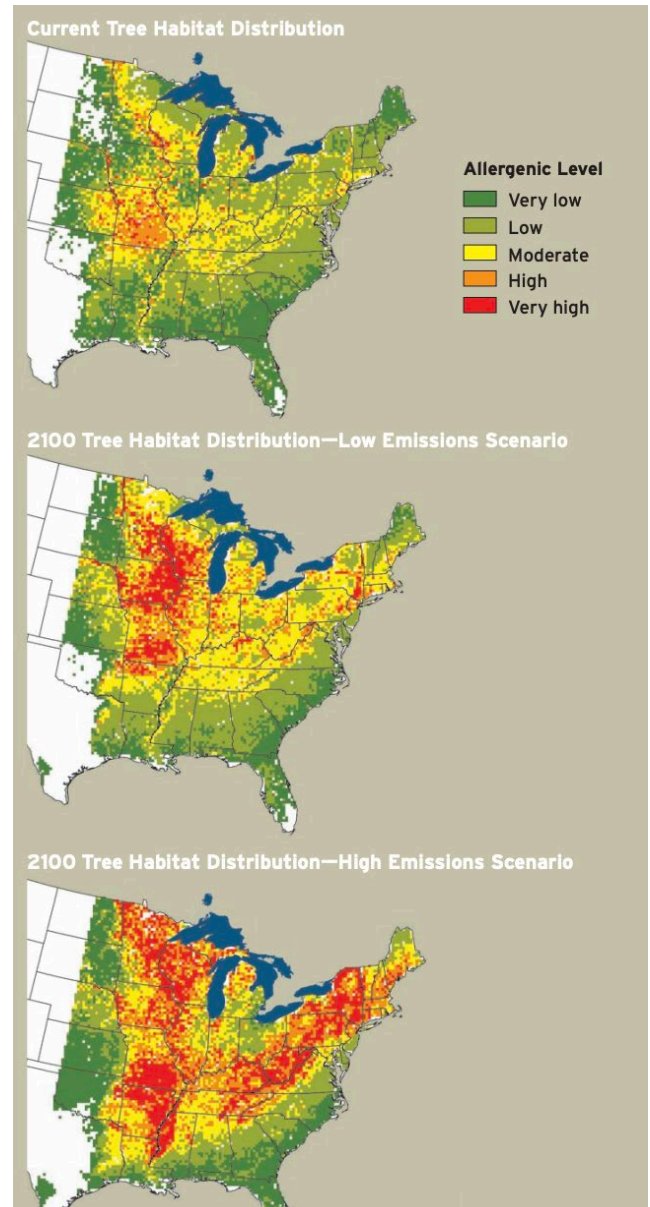 Current Tree Habitat Distribution
Allergenic Level
Very low
Low
Moderate
High
Very high
2100 Tree Habitat Distribution—Low Emissions Scenario
2100 Tree Habitat Distribution—High Emissions Scenario